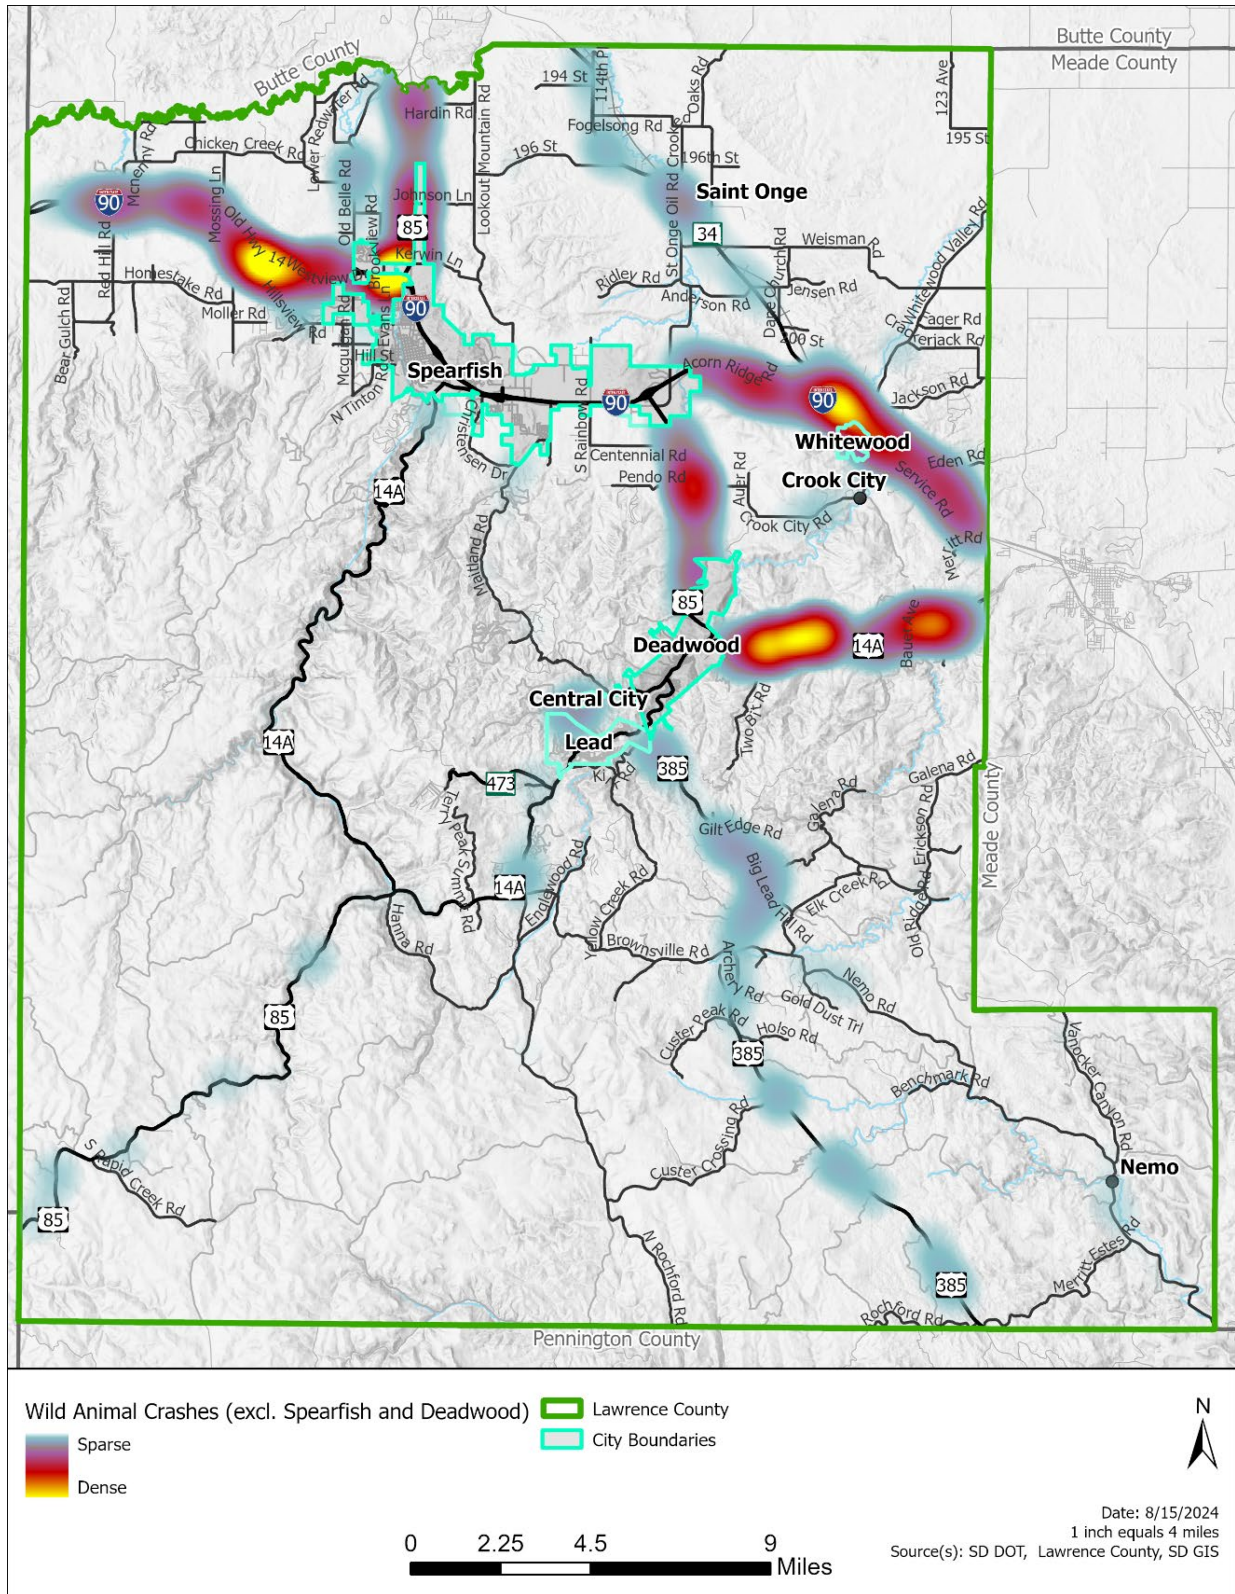 Butte County
Butte County
Meade County
194 St
114th Pl
Oaks Rd
123 Ave
Hardin Rd
Fogelsong Rd
Crooked
195 St
Lower RedWater Rd
Mcnenny Rd
Chicken Creek Rd
196 St
196th St
Lookout Mountain Rd
Saint Onge
Mossing Ln
Old Belle Rd
Johnson Ln
90
85
Brookview Rd
St Onge Oil Rd
34
Weisman Pl
Old Hwy 14
Westview Dr
Kerwin Ln
Red Hill Rd
Homestake Rd
Ridley Rd
Anderson Rd
Dane Church Rd
Jensen Rd
Whitewood Valley Rd
Bear Gulch Rd
Moller Rd
Hillsview Rd
90
Mcguigan Rd
Evans Ln
200 St
Yager Rd
Crackerjack Rd
Hill St
Spearfish
Acorn Ridge Rd
N Tinton Rd
90
90
Jackson Rd
S Rainbow Rd
Christensen Dr
Whitewood
Centennial Rd
Eden Rd
Pendo Rd
Auer Rd
Crook City
Service Rd
14A
Crook City Rd
Maitland Rd
Merritt Rd
85
Deadwood
14A
Bauer Ave
Central City
Two Bit Rd
Lead
14A
385
473
Galena Rd
Galena Rd
Meade County
Terry Peak Summit Rd
Gilt Edge Rd
Erickson Rd
14A
Englewood Rd
Big Lead Hill Rd
Elk Creek Rd
Old Ridge Rd
Yellow Creek Rd
Hanna Rd
Brownsville Rd
Archery Rd
Nemo Rd
Gold Dust Trl
85
Custer Peak Rd
Holso Rd
385
Vanocker Canyon Rd
Benchmark Rd
S Rapid Creek Rd
Custer Crossing Rd
Nemo
85
N Rochford Rd
Merritt Estes Rd
385
Rochford Rd
Pennington County
Wild Animal Crashes (excl. Spearfish and Deadwood)
Sparse
Dense
Lawrence County
City Boundaries
N
Date: 8/15/2024
1 inch equals 4 miles
Source(s): SD DOT, Lawrence County, SD GIS
0 2.25 4.5 9
Miles